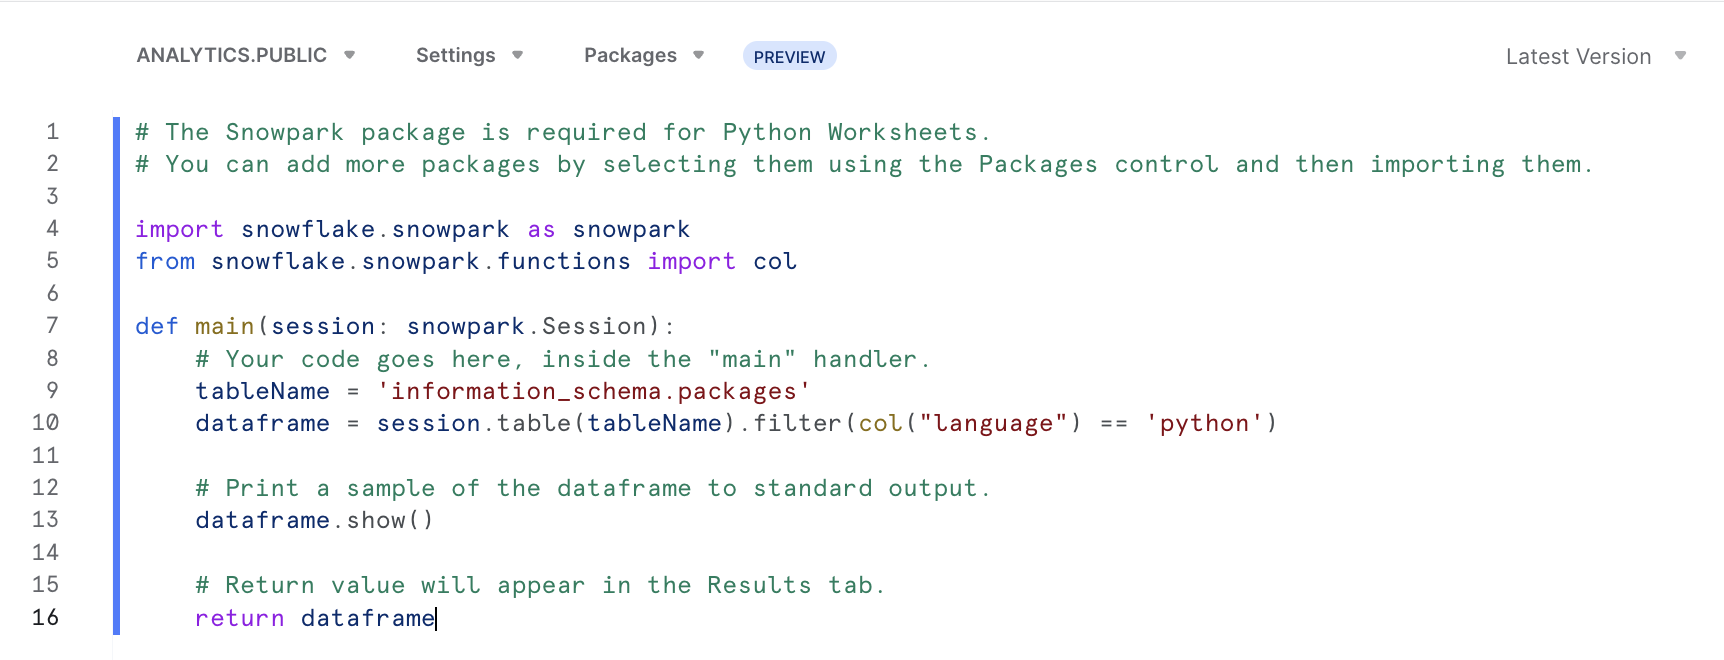 ANALYTICS.PUBLIC Settings Packages PREVIEW Latest Version
1 # The Snowpark package is required for Python Worksheets.
2 # You can add more packages by selecting them using the Packages control and then importing them.
3
4 import snowflake.snowpark as snowpark
5 from snowflake.snowpark.functions import col
6
7 def main(session: snowpark.Session):
8     # Your code goes here, inside the "main" handler.
9     tableName = 'information_schema.packages'
10     dataframe = session.table(tableName).filter(col("language") == 'python')
11
12     # Print a sample of the dataframe to standard output.
13     dataframe.show()
14
15     # Return value will appear in the Results tab.
16     return dataframe